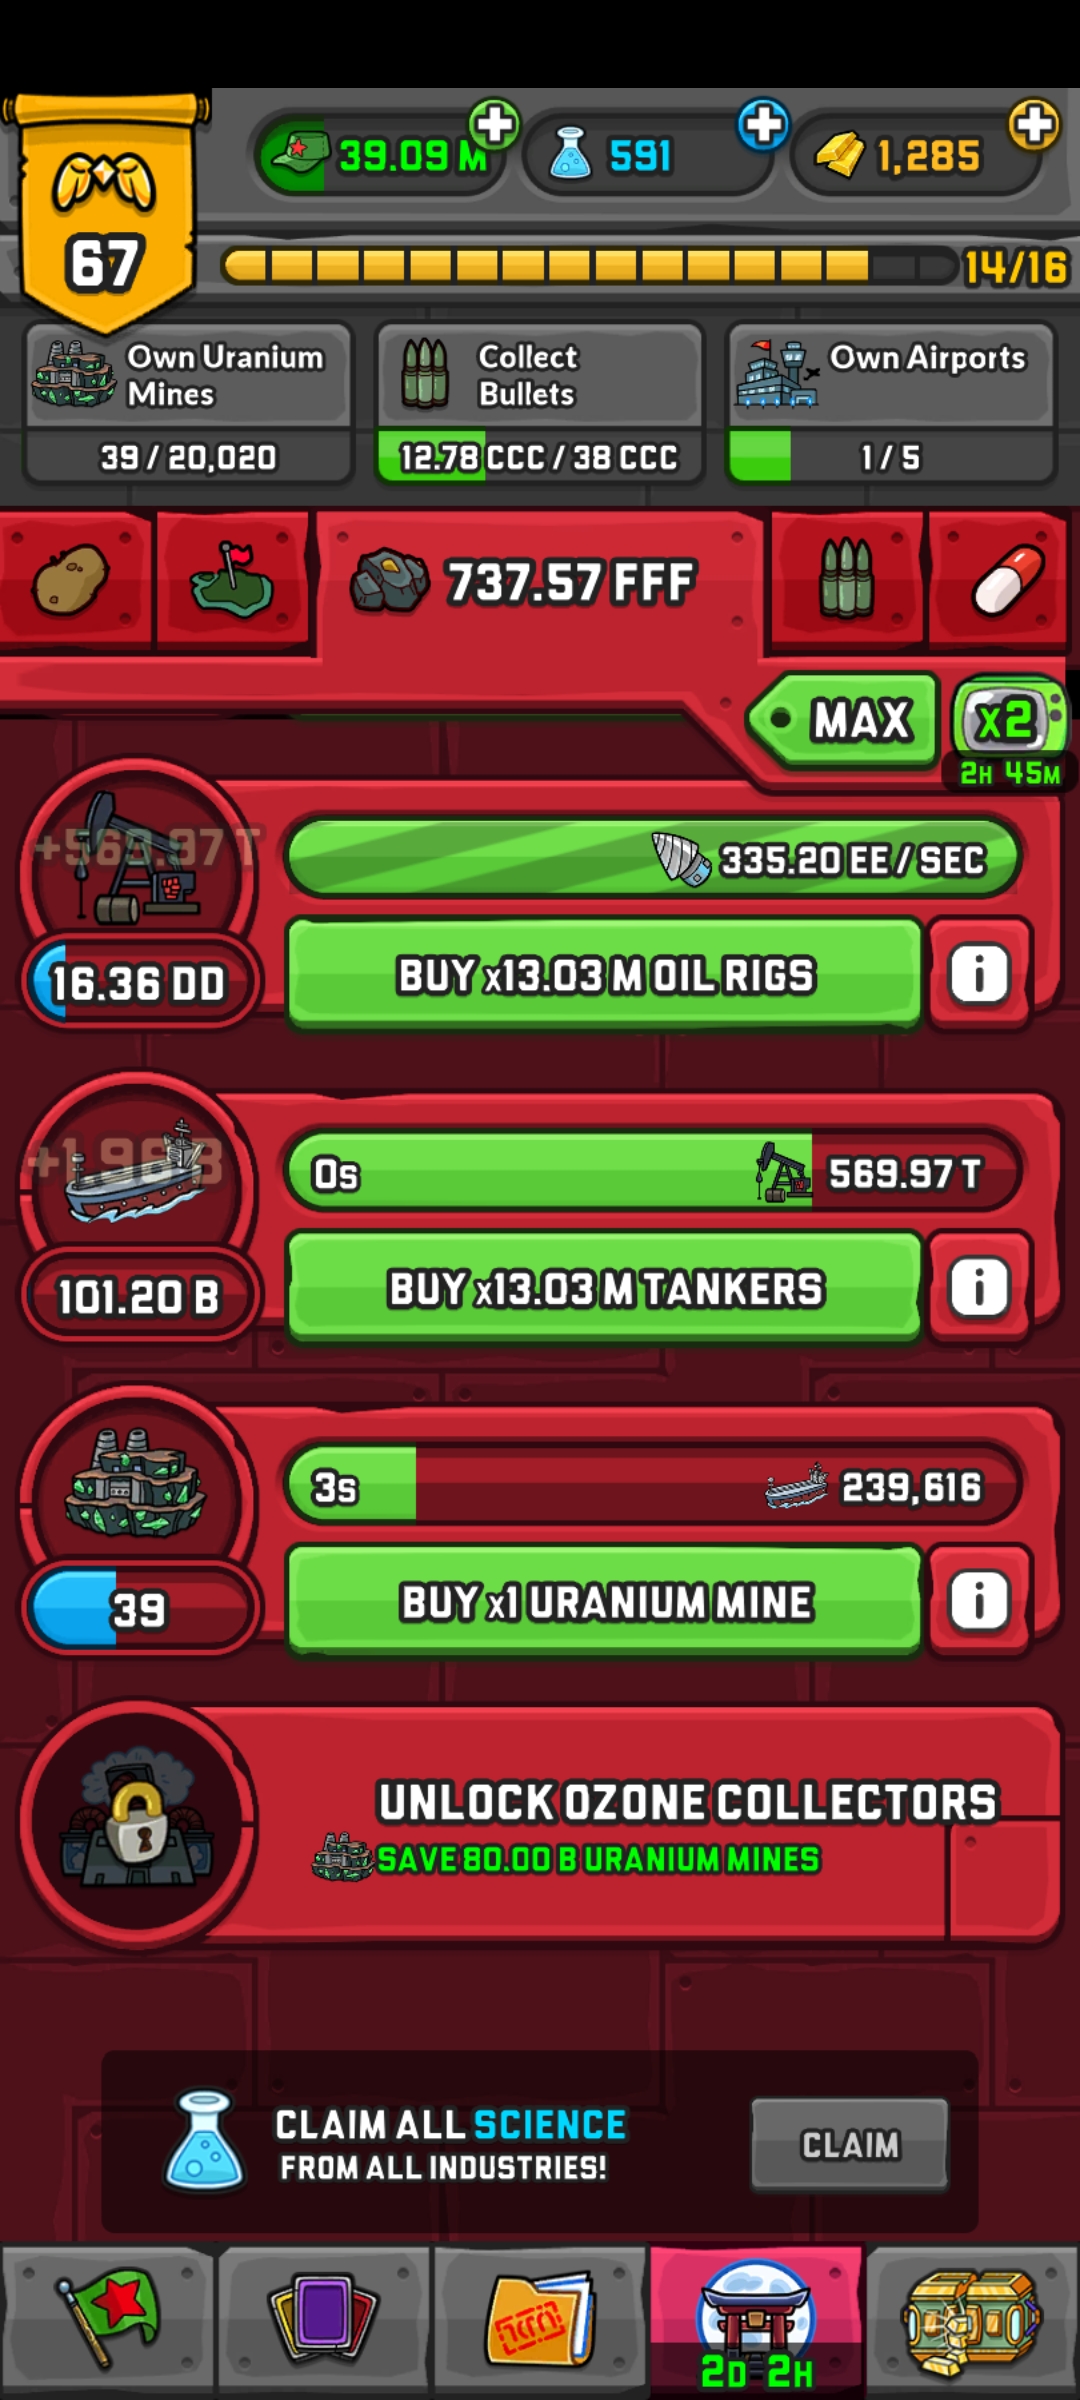 39.09 M
591
1,285
67
14/16
Own Uranium
Mines
39 / 20,020
Collect
Bullets
12.78 CCC / 38 CCC
Own Airports
1 / 5
737.57 FFF
MAX
x2
2H 45M
+569.97 T
335.20 EE / SEC
16.36 DD
BUY x13.03 M OIL RIGS
i
+1.96 B
0s
569.97 T
101.20 B
BUY x13.03 M TANKERS
i
3s
239,616
39
BUY x1 URANIUM MINE
i
UNLOCK OZONE COLLECTORS
SAVE 80.00 B URANIUM MINES
CLAIM ALL SCIENCE
FROM ALL INDUSTRIES!
CLAIM
2D 2H